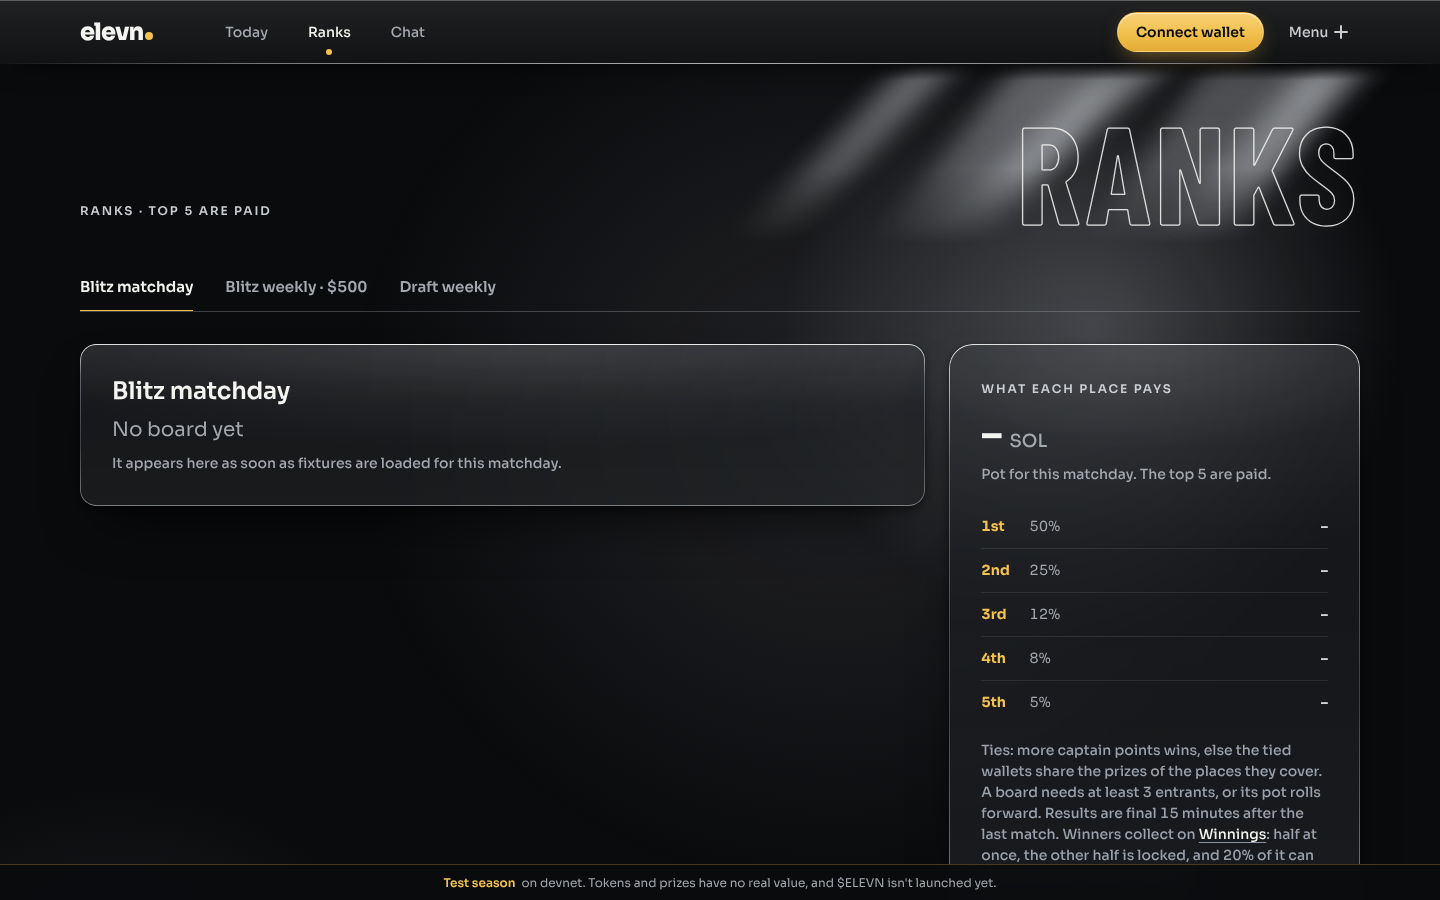 elevn.
Today
Ranks
Chat
Connect wallet
Menu +
RANKS
RANKS · TOP 5 ARE PAID
Blitz matchday
Blitz weekly · $500
Draft weekly
Blitz matchday
No board yet
It appears here as soon as fixtures are loaded for this matchday.
WHAT EACH PLACE PAYS
– SOL
Pot for this matchday. The top 5 are paid.
1st 50% –
2nd 25% –
3rd 12% –
4th 8% –
5th 5% –
Ties: more captain points wins, else the tied
wallets share the prizes of the places they cover.
A board needs at least 3 entrants, or its pot rolls
forward. Results are final 15 minutes after the
last match. Winners collect on Winnings: half at
once, the other half is locked, and 20% of it can
Test season on devnet. Tokens and prizes have no real value, and $ELEVN isn't launched yet.